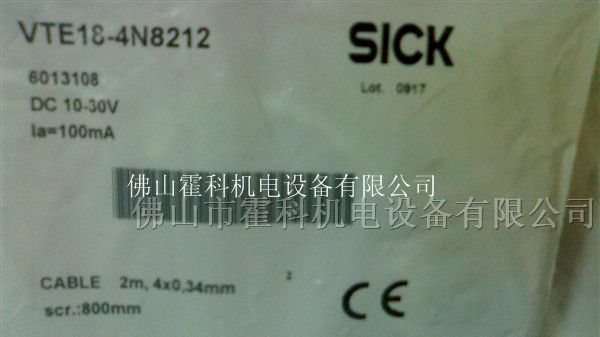 VTE18-4N8212
SICK
6013108
Lot. 0917
DC 10-30V
Ia=100mA
佛山霍科机电设备有限公司
佛山市霍科机电设备有限公司
CABLE 2m, 4x0,34mm 2
scr.:800mm
CE